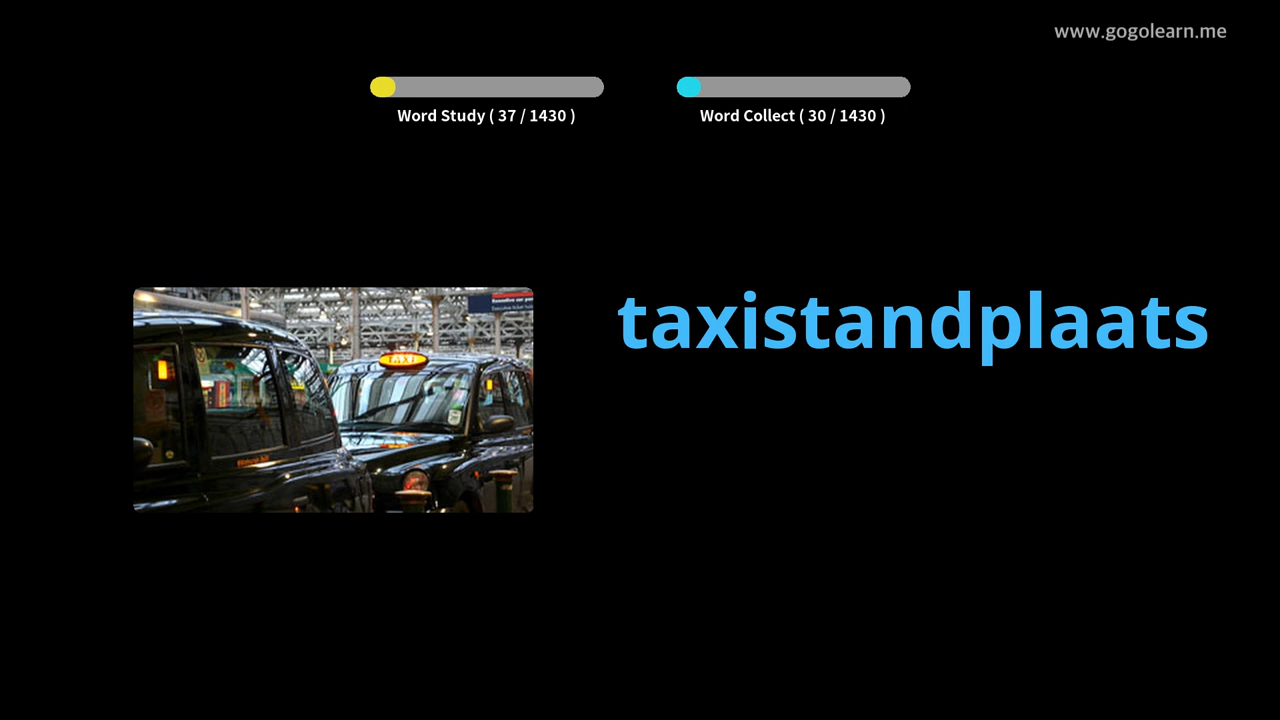 www.gogolearn.me
Word Study ( 37 / 1430 )
Word Collect ( 30 / 1430 )
taxistandplaats
TAXI